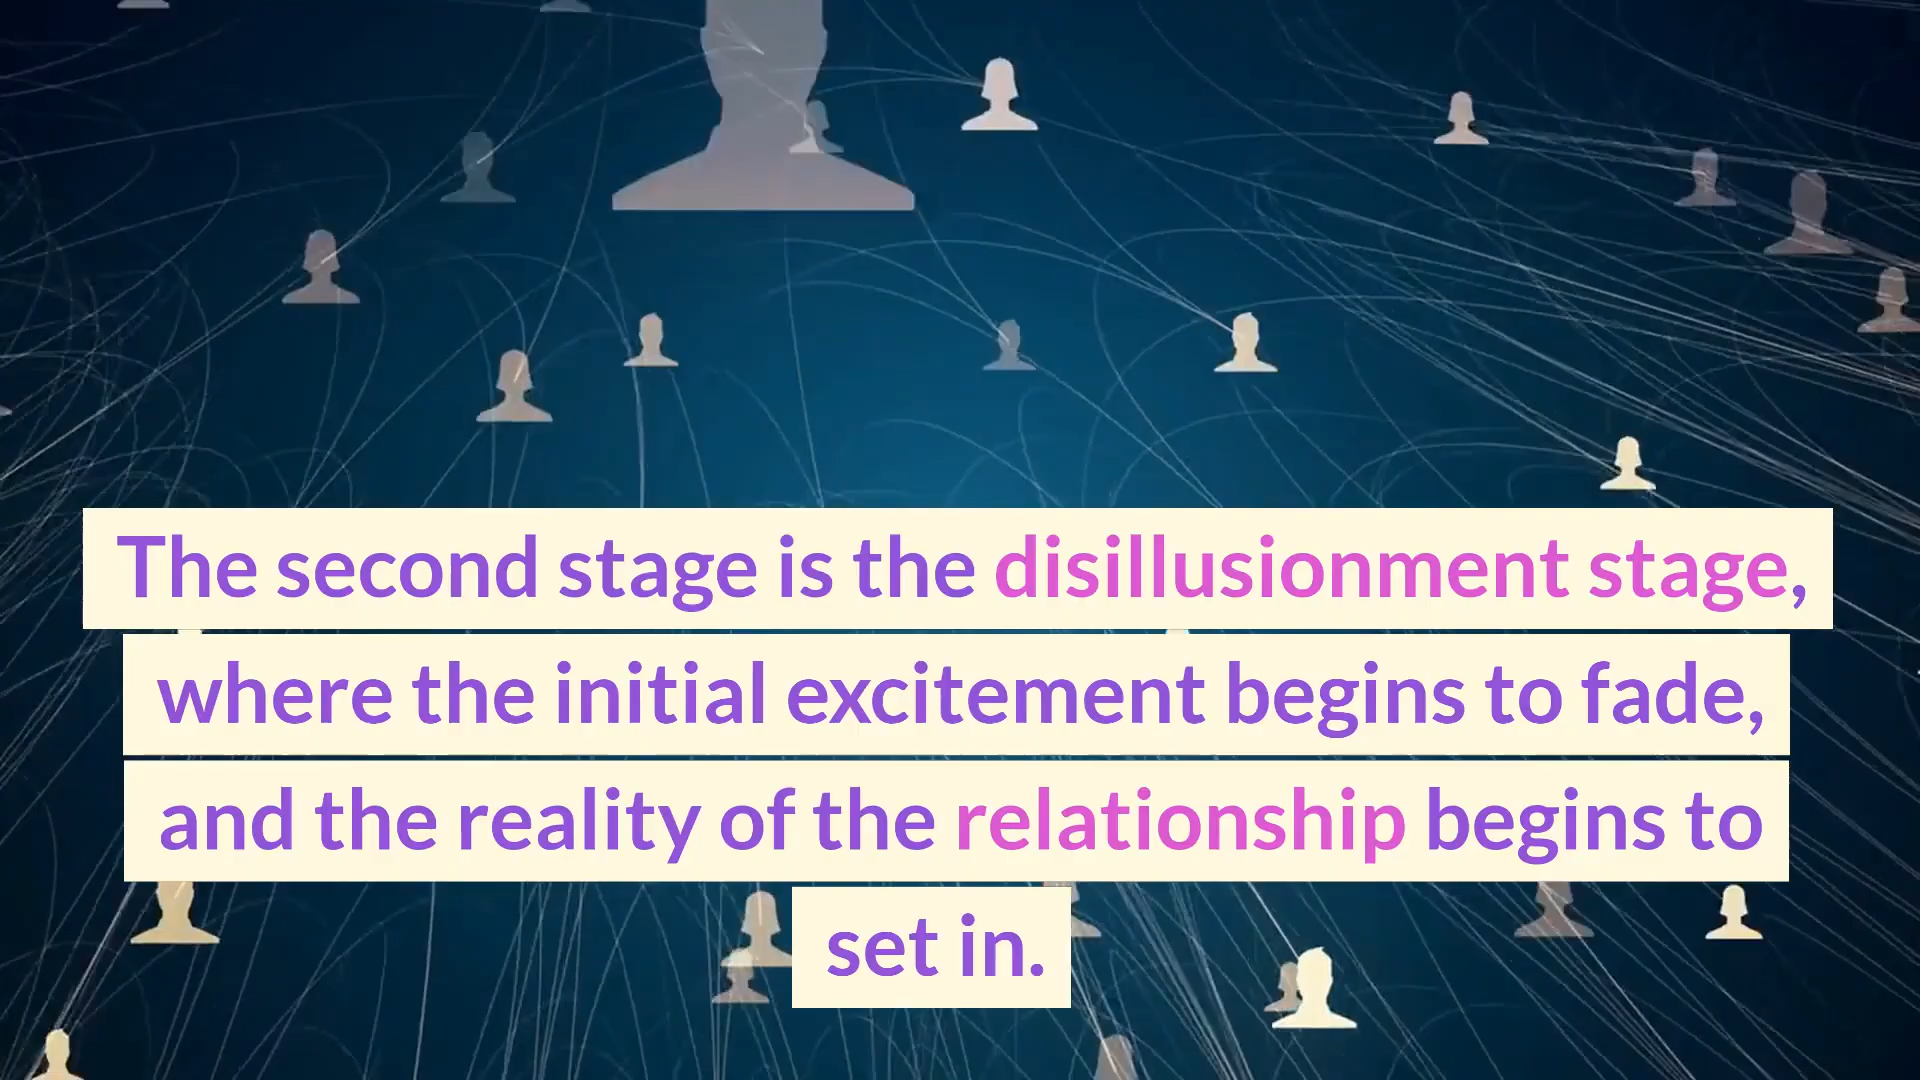 The second stage is the disillusionment stage,
where the initial excitement begins to fade,
and the reality of the relationship begins to
set in.